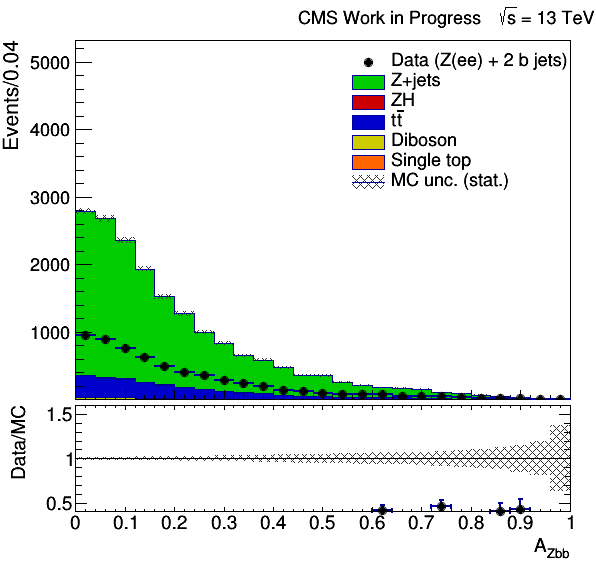 CMS Work in Progress √s = 13 TeV
Events/0.04
5000
4000
3000
2000
1000
Data (Z(ee) + 2 b jets)
Z+jets
ZH
tt̅
Diboson
Single top
MC unc. (stat.)
Data/MC
1.5
1
0.5
0 0.1 0.2 0.3 0.4 0.5 0.6 0.7 0.8 0.9 1
A_Zbb